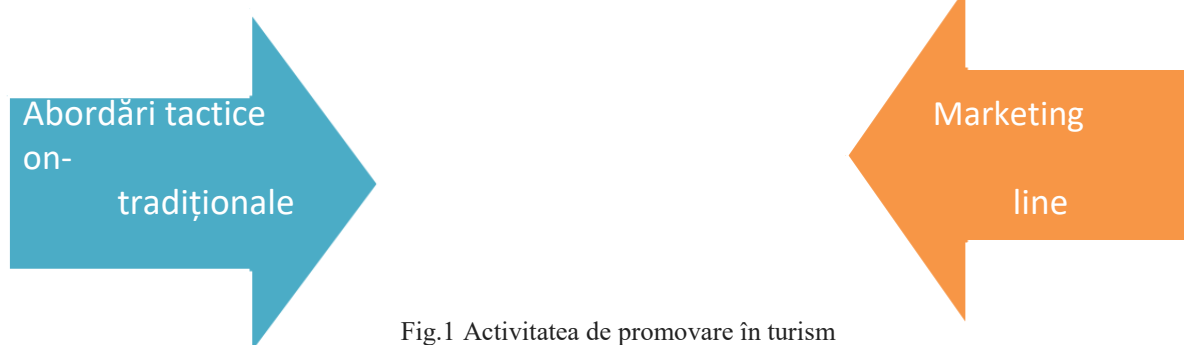 Abordări tactice
on-
tradiționale
Marketing
line
Fig.1 Activitatea de promovare în turism